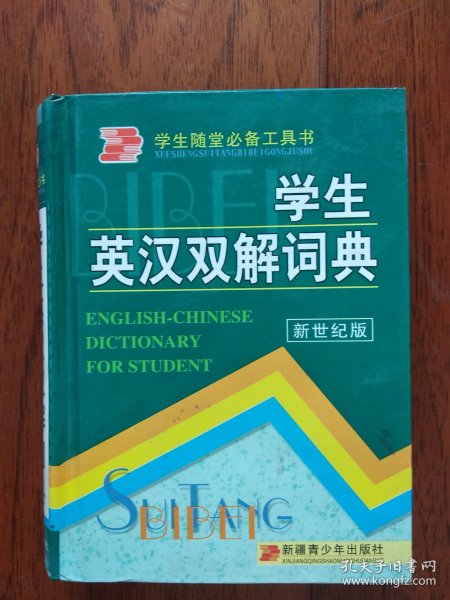 学生随堂必备工具书
XUESHENGSUITANGBIBEIGONGJUSHU
BIBEI
学生
英汉双解词典
ENGLISH-CHINESE
DICTIONARY
FOR STUDENT
新世纪版
SUITANG
BIBEI
新疆青少年出版社
XINJIANGQINGSHAONIANCHUBANSHE
孔夫子旧书网
www.kongfz.com